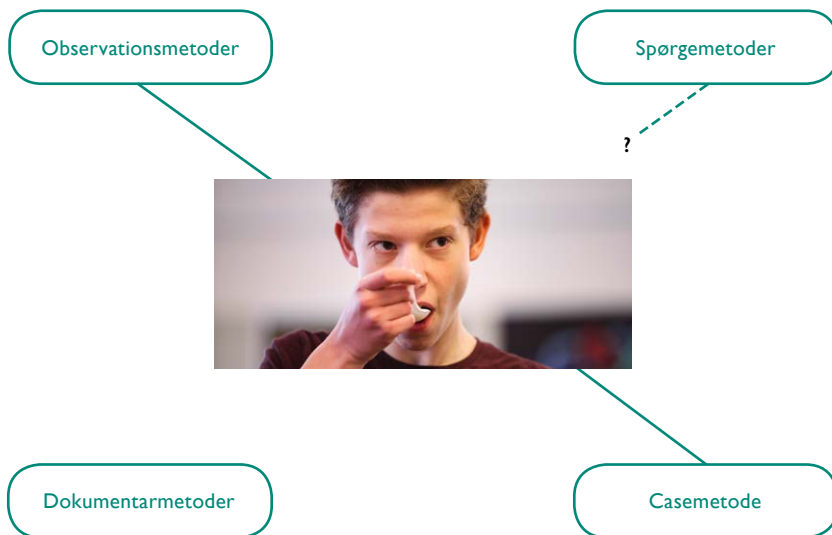 Observationsmetoder
Spørgemetoder
?
Dokumentarmetoder
Casemetode